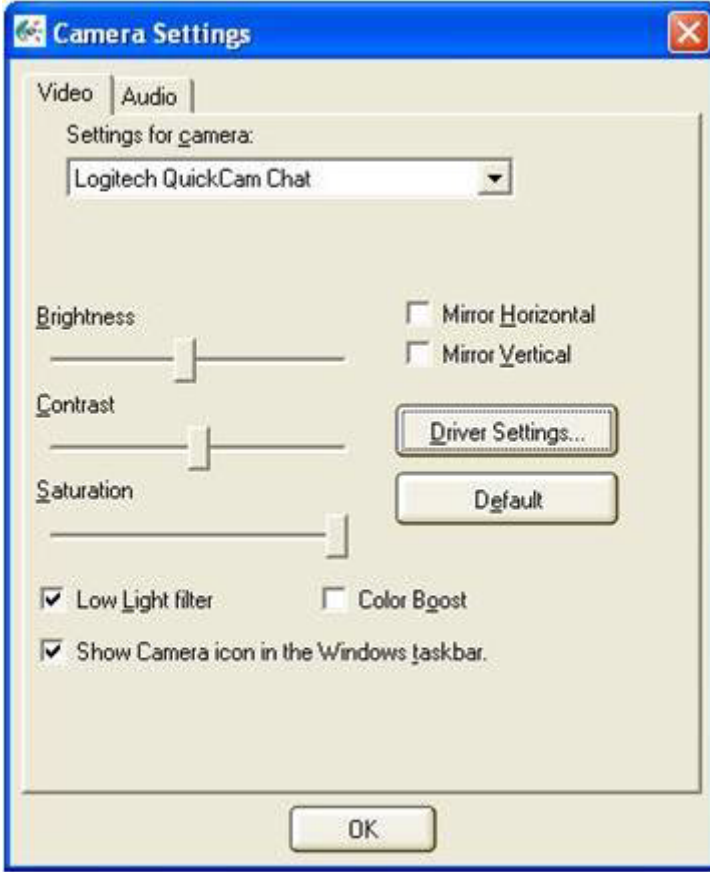 Camera Settings
Video Audio
Settings for camera:
Logitech QuickCam Chat
Brightness
Mirror Horizontal
Mirror Vertical
Contrast
Driver Settings...
Saturation
Default
Low Light filter
Color Boost
Show Camera icon in the Windows taskbar.
OK